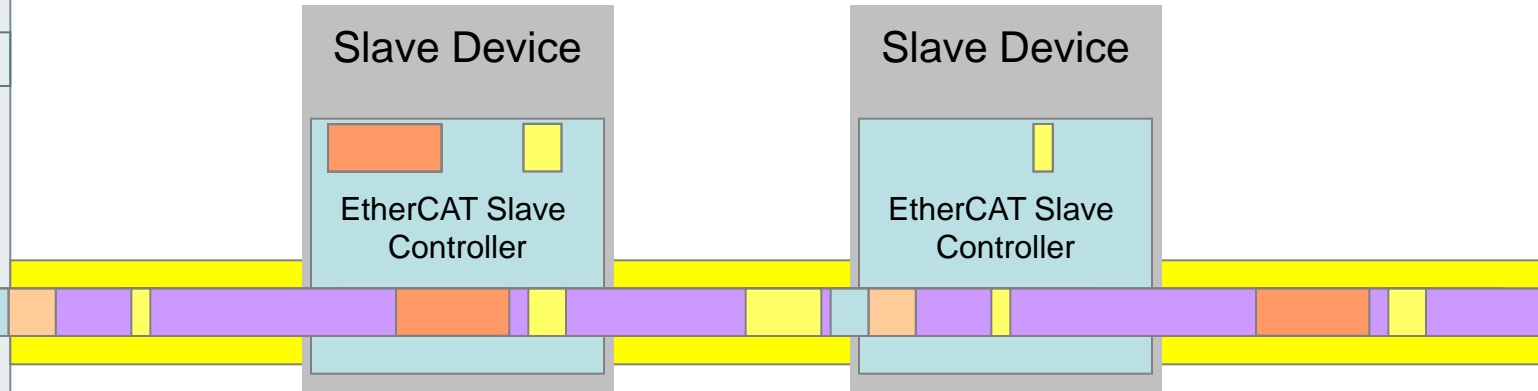 Slave Device
EtherCAT Slave
Controller
Slave Device
EtherCAT Slave
Controller